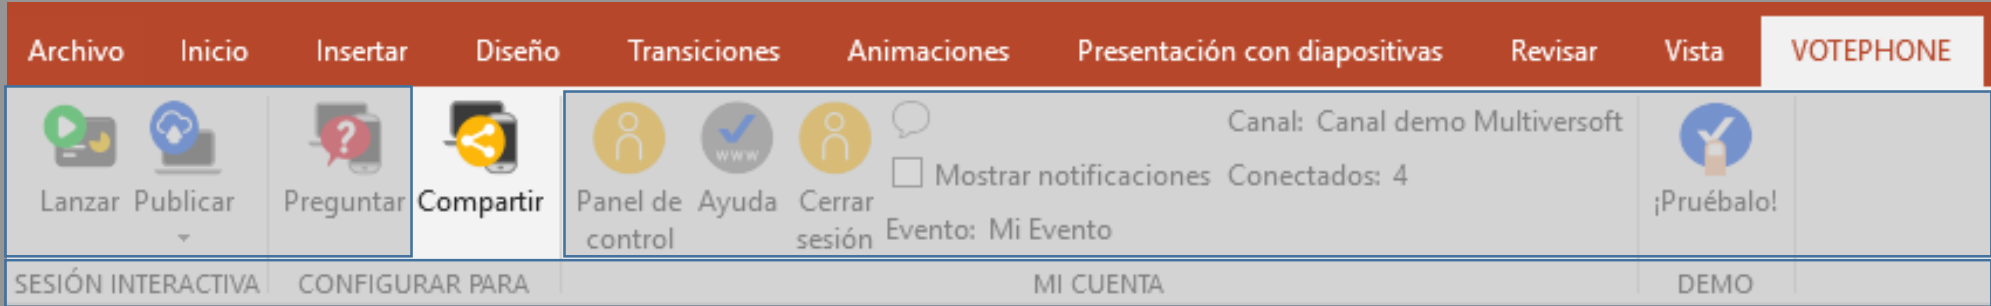 Archivo Inicio Insertar Diseño Transiciones Animaciones Presentación con diapositivas Revisar Vista VOTEPHONE
Lanzar
Publicar
Preguntar
Compartir
Panel de
control
Ayuda
www
Cerrar
sesión
Mostrar notificaciones
Evento: Mi Evento
Canal: Canal demo Multiversoft
Conectados: 4
¡Pruébalo!
SESIÓN INTERACTIVA CONFIGURAR PARA MI CUENTA DEMO